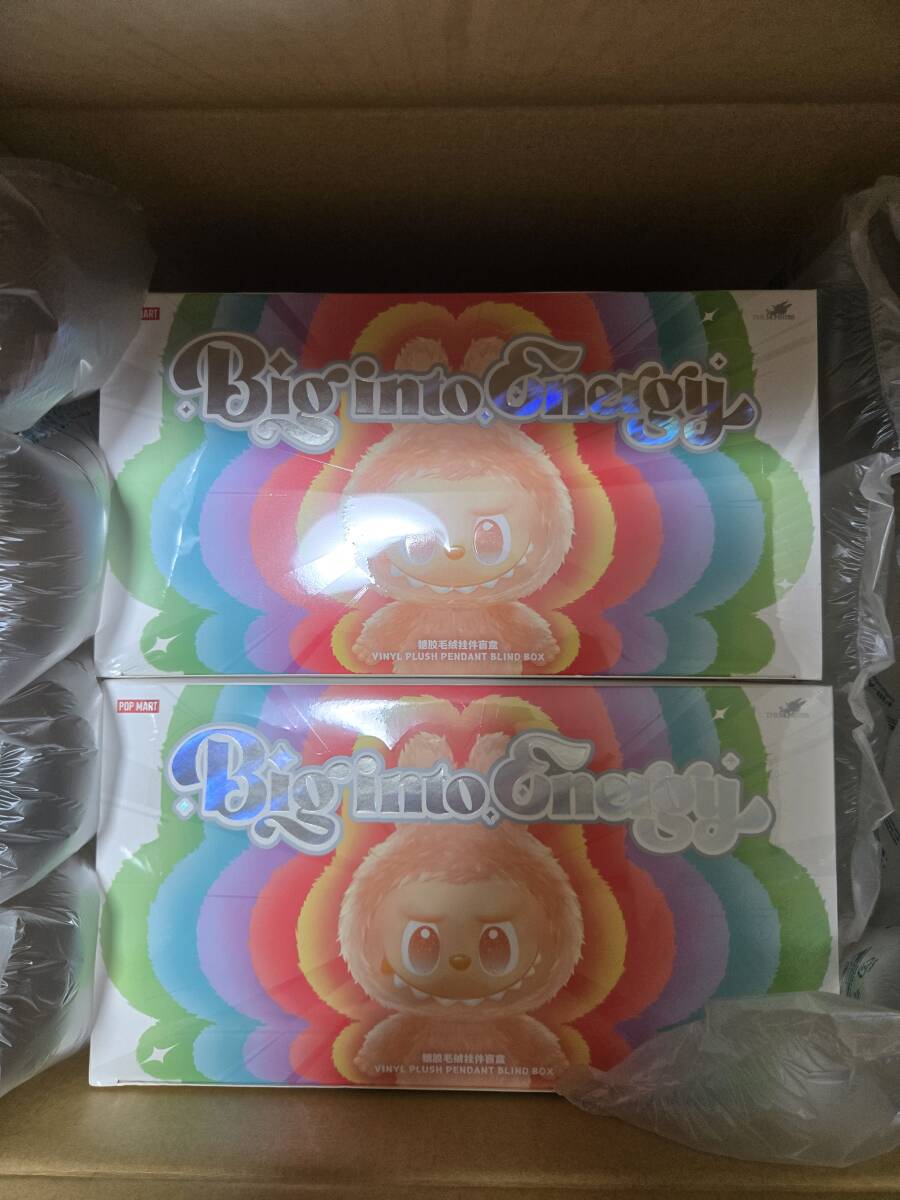 MART
Big into Energy
搪胶毛绒挂件盲盒
VINYL PLUSH PENDANT BLIND BOX
POP MART
Big into Energy
搪胶毛绒挂件盲盒
VINYL PLUSH PENDANT BLIND BOX